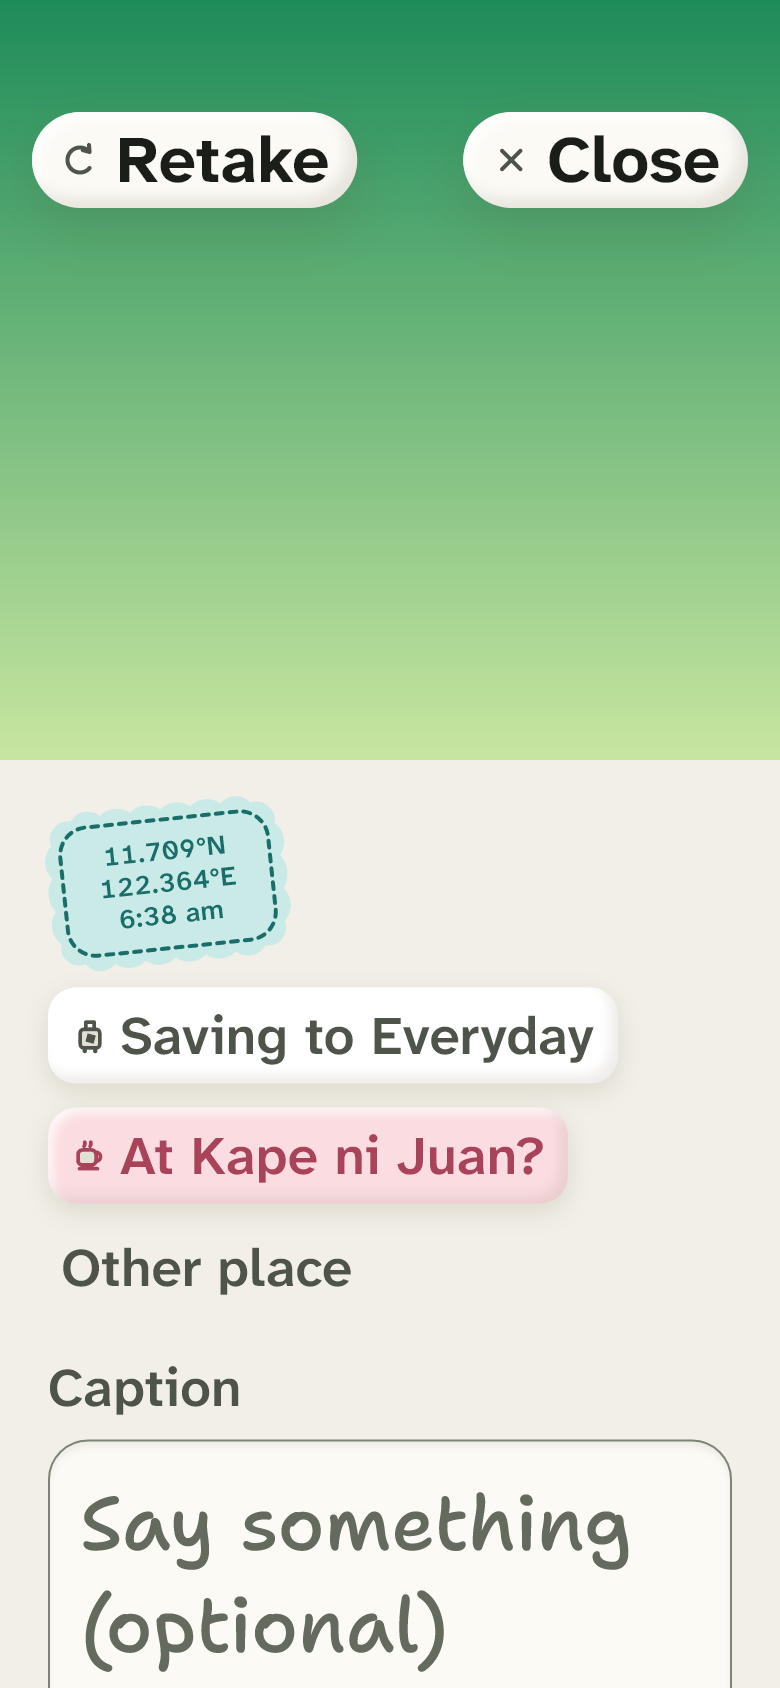 Retake
Close
11.709°N
122.364°E
6:38 am
Saving to Everyday
At Kape ni Juan?
Other place
Caption
Say something
(optional)